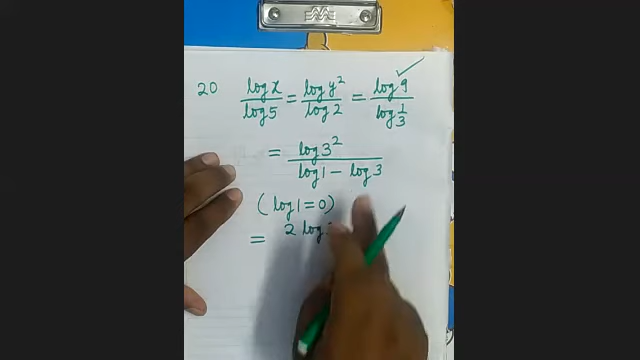 20 log x / log 5 = log y² / log 2 = log 9 / log 1/3
= log 3² / log 1 - log 3
( log 1 = 0 )
= 2 log